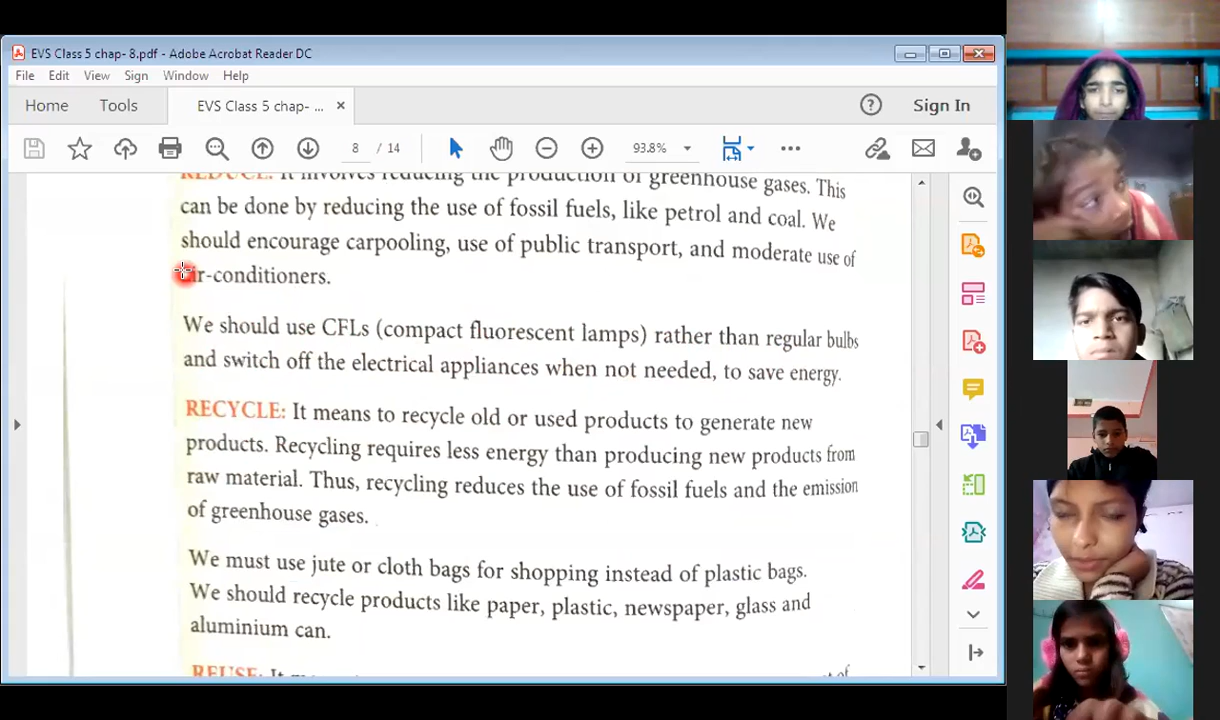 EVS Class 5 chap- 8.pdf - Adobe Acrobat Reader DC
File Edit View Sign Window Help
Home Tools EVS Class 5 chap- ... × Sign In
8 / 14 93.8%
REDUCE: It involves reducing the production of greenhouse gases. This
can be done by reducing the use of fossil fuels, like petrol and coal. We
should encourage carpooling, use of public transport, and moderate use of
air-conditioners.
We should use CFLs (compact fluorescent lamps) rather than regular bulbs
and switch off the electrical appliances when not needed, to save energy.
RECYCLE: It means to recycle old or used products to generate new
products. Recycling requires less energy than producing new products from
raw material. Thus, recycling reduces the use of fossil fuels and the emission
of greenhouse gases.
We must use jute or cloth bags for shopping instead of plastic bags.
We should recycle products like paper, plastic, newspaper, glass and
aluminium can.
REUSE: It
of